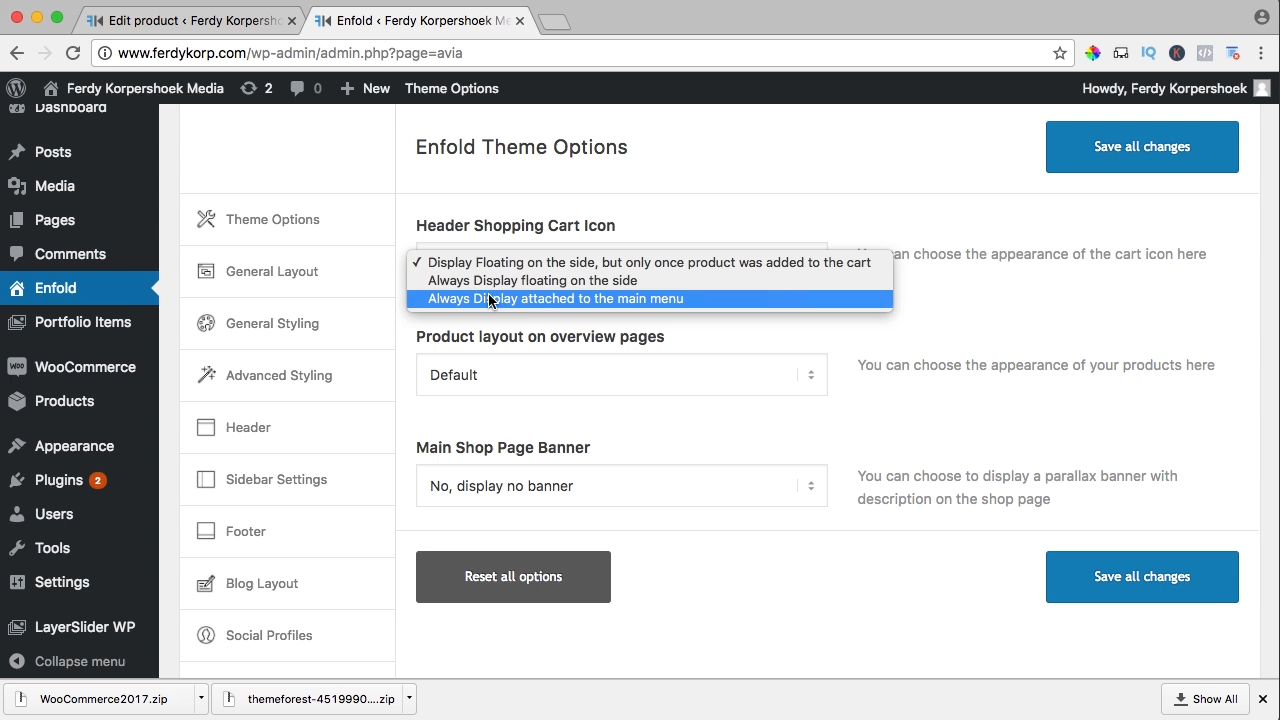 Edit product ‹ Ferdy Korpersho
Enfold ‹ Ferdy Korpershoek Me
www.ferdykorp.com/wp-admin/admin.php?page=avia
Ferdy Korpershoek Media
2
0
New
Theme Options
Howdy, Ferdy Korpershoek
Dashboard
Posts
Media
Pages
Comments
Enfold
Portfolio Items
WooCommerce
Products
Appearance
Plugins 2
Users
Tools
Settings
LayerSlider WP
Collapse menu
Theme Options
General Layout
General Styling
Advanced Styling
Header
Sidebar Settings
Footer
Blog Layout
Social Profiles
Enfold Theme Options
Save all changes
Header Shopping Cart Icon
can choose the appearance of the cart icon here
✓ Display Floating on the side, but only once product was added to the cart
Always Display floating on the side
Always Display attached to the main menu
Product layout on overview pages
Default
You can choose the appearance of your products here
Main Shop Page Banner
No, display no banner
You can choose to display a parallax banner with
description on the shop page
Reset all options
Save all changes
WooCommerce2017.zip
themeforest-4519990....zip
Show All